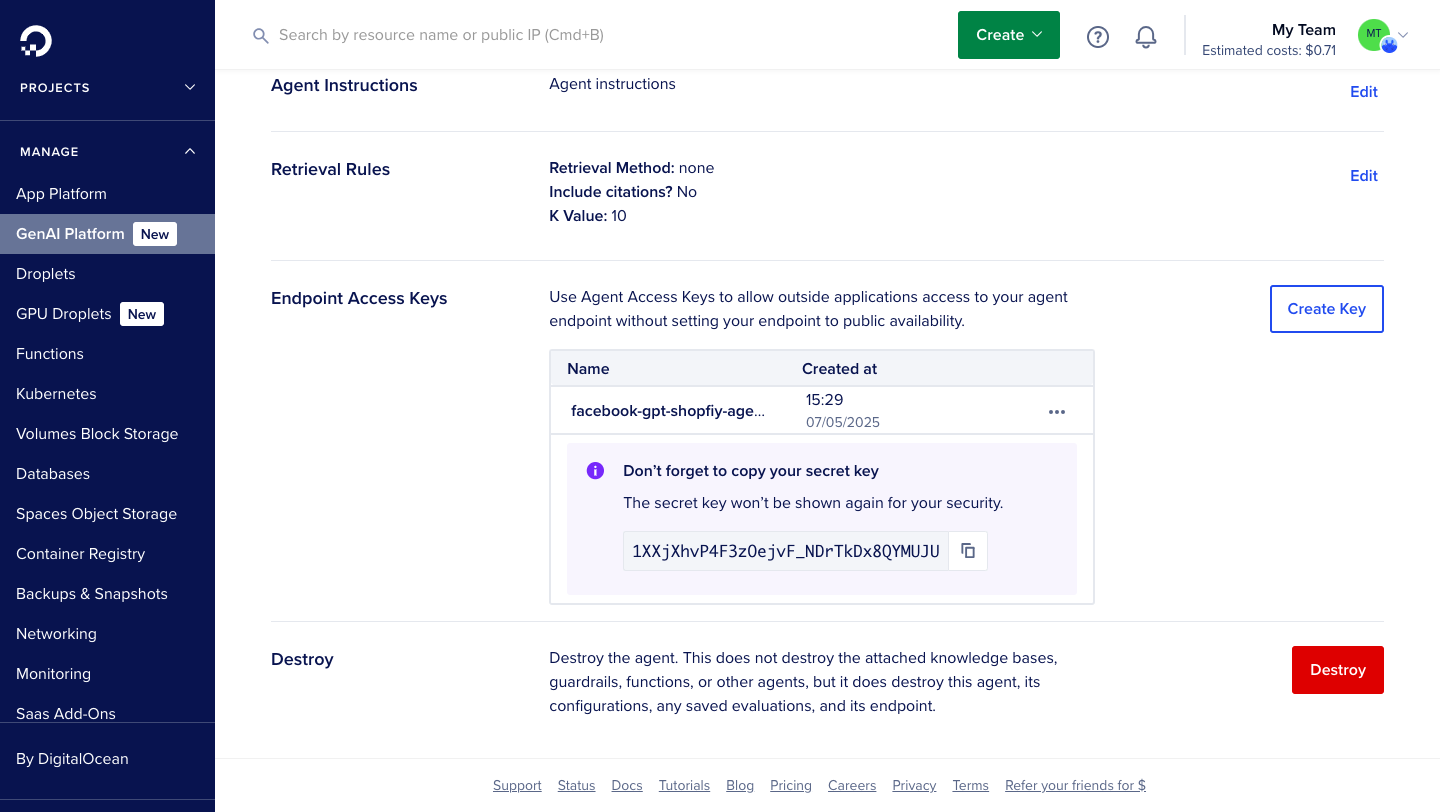 Search by resource name or public IP (Cmd+B)
Create
My Team
Estimated costs: $0.71
MT
PROJECTS
MANAGE
App Platform
GenAI Platform New
Droplets
GPU Droplets New
Functions
Kubernetes
Volumes Block Storage
Databases
Spaces Object Storage
Container Registry
Backups & Snapshots
Networking
Monitoring
Saas Add-Ons
By DigitalOcean
Agent Instructions
Agent instructions
Edit
Retrieval Rules
Retrieval Method: none
Include citations? No
K Value: 10
Edit
Endpoint Access Keys
Use Agent Access Keys to allow outside applications access to your agent
endpoint without setting your endpoint to public availability.
Create Key
Name Created at
facebook-gpt-shopfiy-age...
15:29
07/05/2025
Don’t forget to copy your secret key
The secret key won’t be shown again for your security.
1XXjXhvP4F3zOejvF_NDrTkDx8QYMUJU
Destroy
Destroy the agent. This does not destroy the attached knowledge bases,
guardrails, functions, or other agents, but it does destroy this agent, its
configurations, any saved evaluations, and its endpoint.
Destroy
Support Status Docs Tutorials Blog Pricing Careers Privacy Terms Refer your friends for $